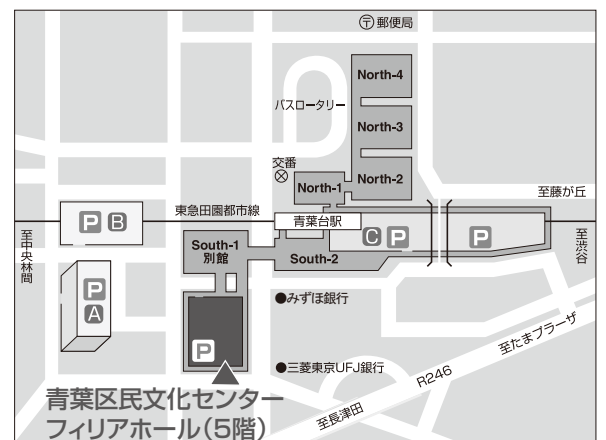 〒郵便局
North-4
バスロータリー
North-3
交番
North-2
North-1
至藤が丘
東急田園都市線
青葉台駅
P B
C P
P
至中央林間
至渋谷
South-1
別館
South-2
P
A
●みずほ銀行
P
●三菱東京UFJ銀行
至たまプラーザ
R246
至長津田
青葉区民文化センター
フィリアホール(5階)